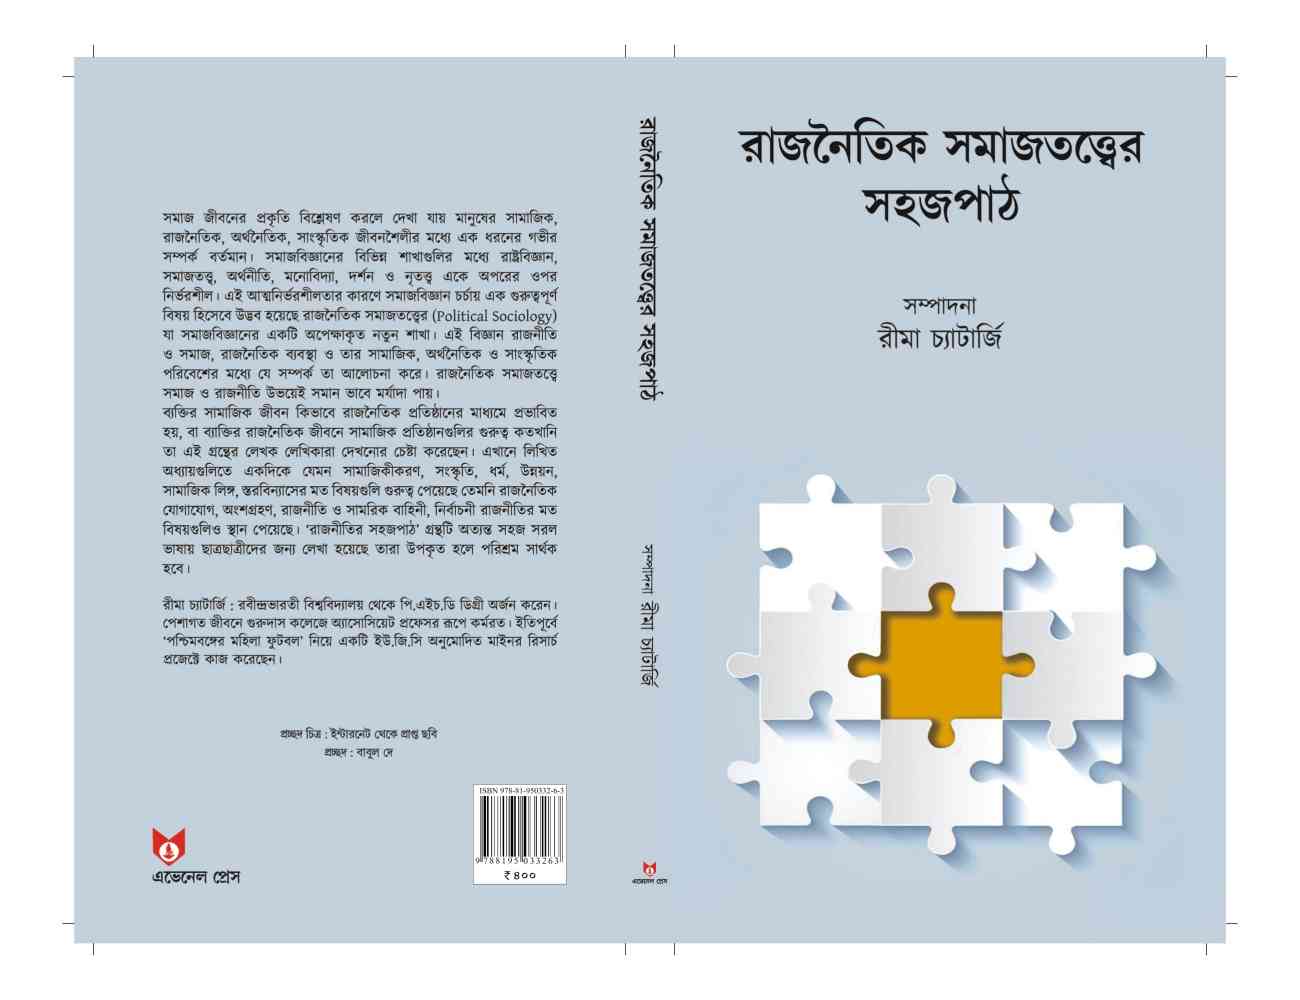 সমাজ জীবনের প্রকৃতি বিশ্লেষণ করলে দেখা যায় মানুষের সামাজিক,
রাজনৈতিক, অর্থনৈতিক, সাংস্কৃতিক জীবনশৈলীর মধ্যে এক ধরনের গভীর
সম্পর্ক বর্তমান। সমাজবিজ্ঞানের বিভিন্ন শাখাগুলির মধ্যে রাষ্ট্রবিজ্ঞান,
সমাজতত্ত্ব, অর্থনীতি, মনোবিদ্যা, দর্শন ও নৃতত্ত্ব একে অপরের ওপর
নির্ভরশীল। এই আত্মনির্ভরশীলতার কারণে সমাজবিজ্ঞান চর্চায় এক গুরুত্বপূর্ণ
বিষয় হিসেবে উদ্ভব হয়েছে রাজনৈতিক সমাজতত্ত্বের (Political Sociology)
যা সমাজবিজ্ঞানের একটি অপেক্ষাকৃত নতুন শাখা। এই বিজ্ঞান রাজনীতি
ও সমাজ, রাজনৈতিক ব্যবস্থা ও তার সামাজিক, অর্থনৈতিক ও সাংস্কৃতিক
পরিবেশের মধ্যে যে সম্পর্ক তা আলোচনা করে। রাজনৈতিক সমাজতত্ত্বে
সমাজ ও রাজনীতি উভয়েই সমান ভাবে মর্যাদা পায়।
ব্যক্তির সামাজিক জীবন কিভাবে রাজনৈতিক প্রতিষ্ঠানের মাধ্যমে প্রভাবিত
হয়, বা ব্যাক্তির রাজনৈতিক জীবনে সামাজিক প্রতিষ্ঠানগুলির গুরুত্ব কতখানি
তা এই গ্রন্থের লেখক লেখিকারা দেখানোর চেষ্টা করেছেন। এখানে লিখিত
অধ্যায়গুলিতে একদিকে যেমন সামাজিকীকরণ, সংস্কৃতি, ধর্ম, উন্নয়ন,
সামাজিক লিঙ্গ, স্তরবিন্যাসের মত বিষয়গুলি গুরুত্ব পেয়েছে তেমনি রাজনৈতিক
যোগাযোগ, অংশগ্রহণ, রাজনীতি ও সামরিক বাহিনী, নির্বাচনী রাজনীতির মত
বিষয়গুলিও স্থান পেয়েছে। ‘রাজনীতির সহজপাঠ’ গ্রন্থটি অত্যন্ত সহজ সরল
ভাষায় ছাত্রছাত্রীদের জন্য লেখা হয়েছে তারা উপকৃত হলে পরিশ্রম সার্থক
হবে।
রীমা চ্যাটার্জি : রবীন্দ্রভারতী বিশ্ববিদ্যালয় থেকে পি.এইচ.ডি ডিগ্রী অর্জন করেন।
পেশাগত জীবনে গুরুদাস কলেজে অ্যাসোসিয়েট প্রফেসর রূপে কর্মরত। ইতিপূর্বে
‘পশ্চিমবঙ্গের মহিলা ফুটবল’ নিয়ে একটি ইউ.জি.সি অনুমোদিত মাইনর রিসার্চ
প্রজেক্টে কাজ করেছেন।
প্রচ্ছদ চিত্র : ইন্টারনেট থেকে প্রাপ্ত ছবি
প্রচ্ছদ : বাবুল দে
ISBN 978-81-950332-6-3
9 788195 033263
₹ ৪০০
এভেনেল প্রেস
রাজনৈতিক সমাজতত্ত্বের সহজপাঠ
সম্পাদনা রীমা চ্যাটার্জি
এভেনেল প্রেস
রাজনৈতিক সমাজতত্ত্বের
সহজপাঠ
সম্পাদনা
রীমা চ্যাটার্জি